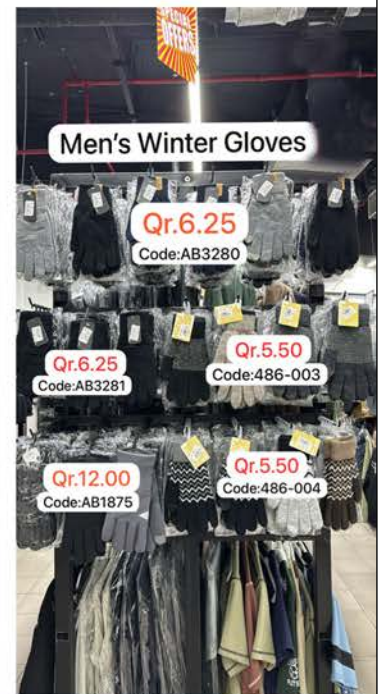 SPECIAL
OFFERS
Men's Winter Gloves
Qr.6.25
Code:AB3280
Qr.6.25
Code:AB3281
Qr.5.50
Code:486-003
Qr.12.00
Code:AB1875
Qr.5.50
Code:486-004